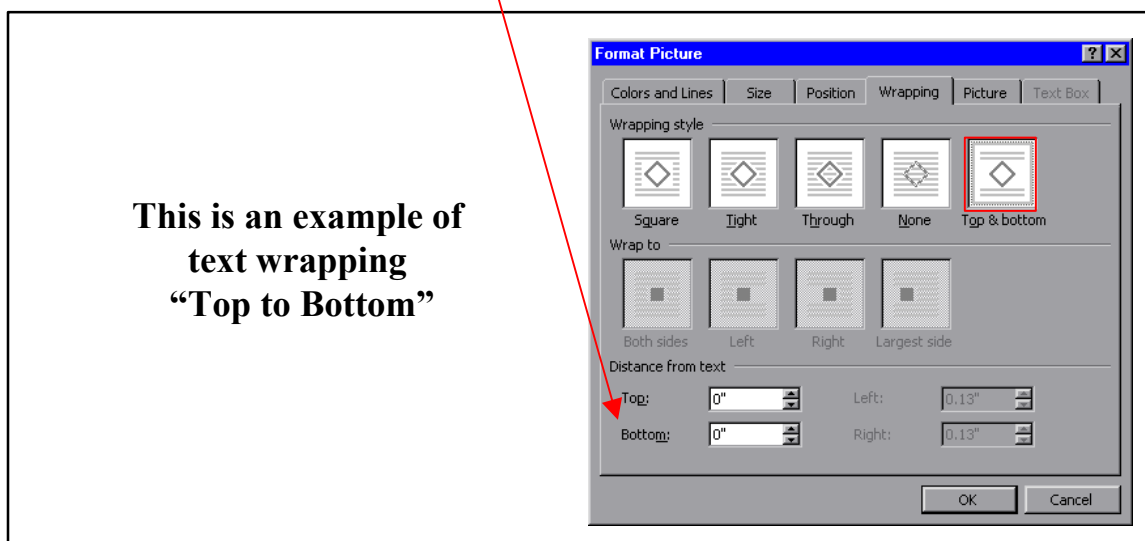 This is an example of
text wrapping
“Top to Bottom”
Format Picture
Colors and Lines Size Position Wrapping Picture Text Box
Wrapping style
Square Tight Through None Top & bottom
Wrap to
Both sides Left Right Largest side
Distance from text
Top: 0" Left: 0.13"
Bottom: 0" Right: 0.13"
OK Cancel